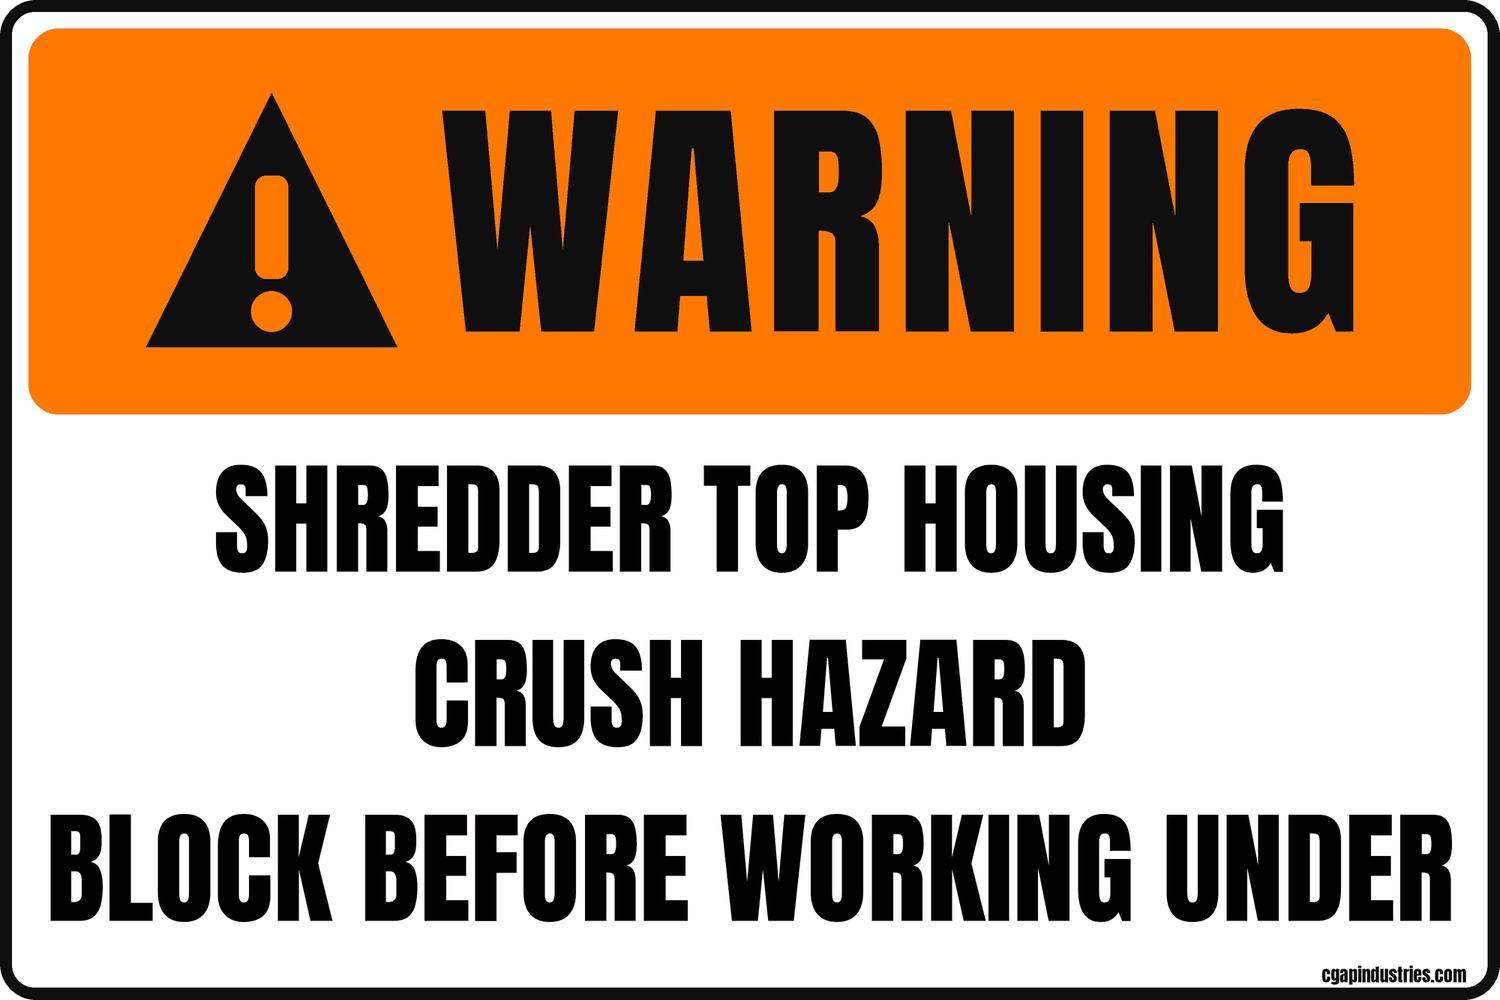 WARNING
SHREDDER TOP HOUSING
CRUSH HAZARD
BLOCK BEFORE WORKING UNDER
cgapindustries.com